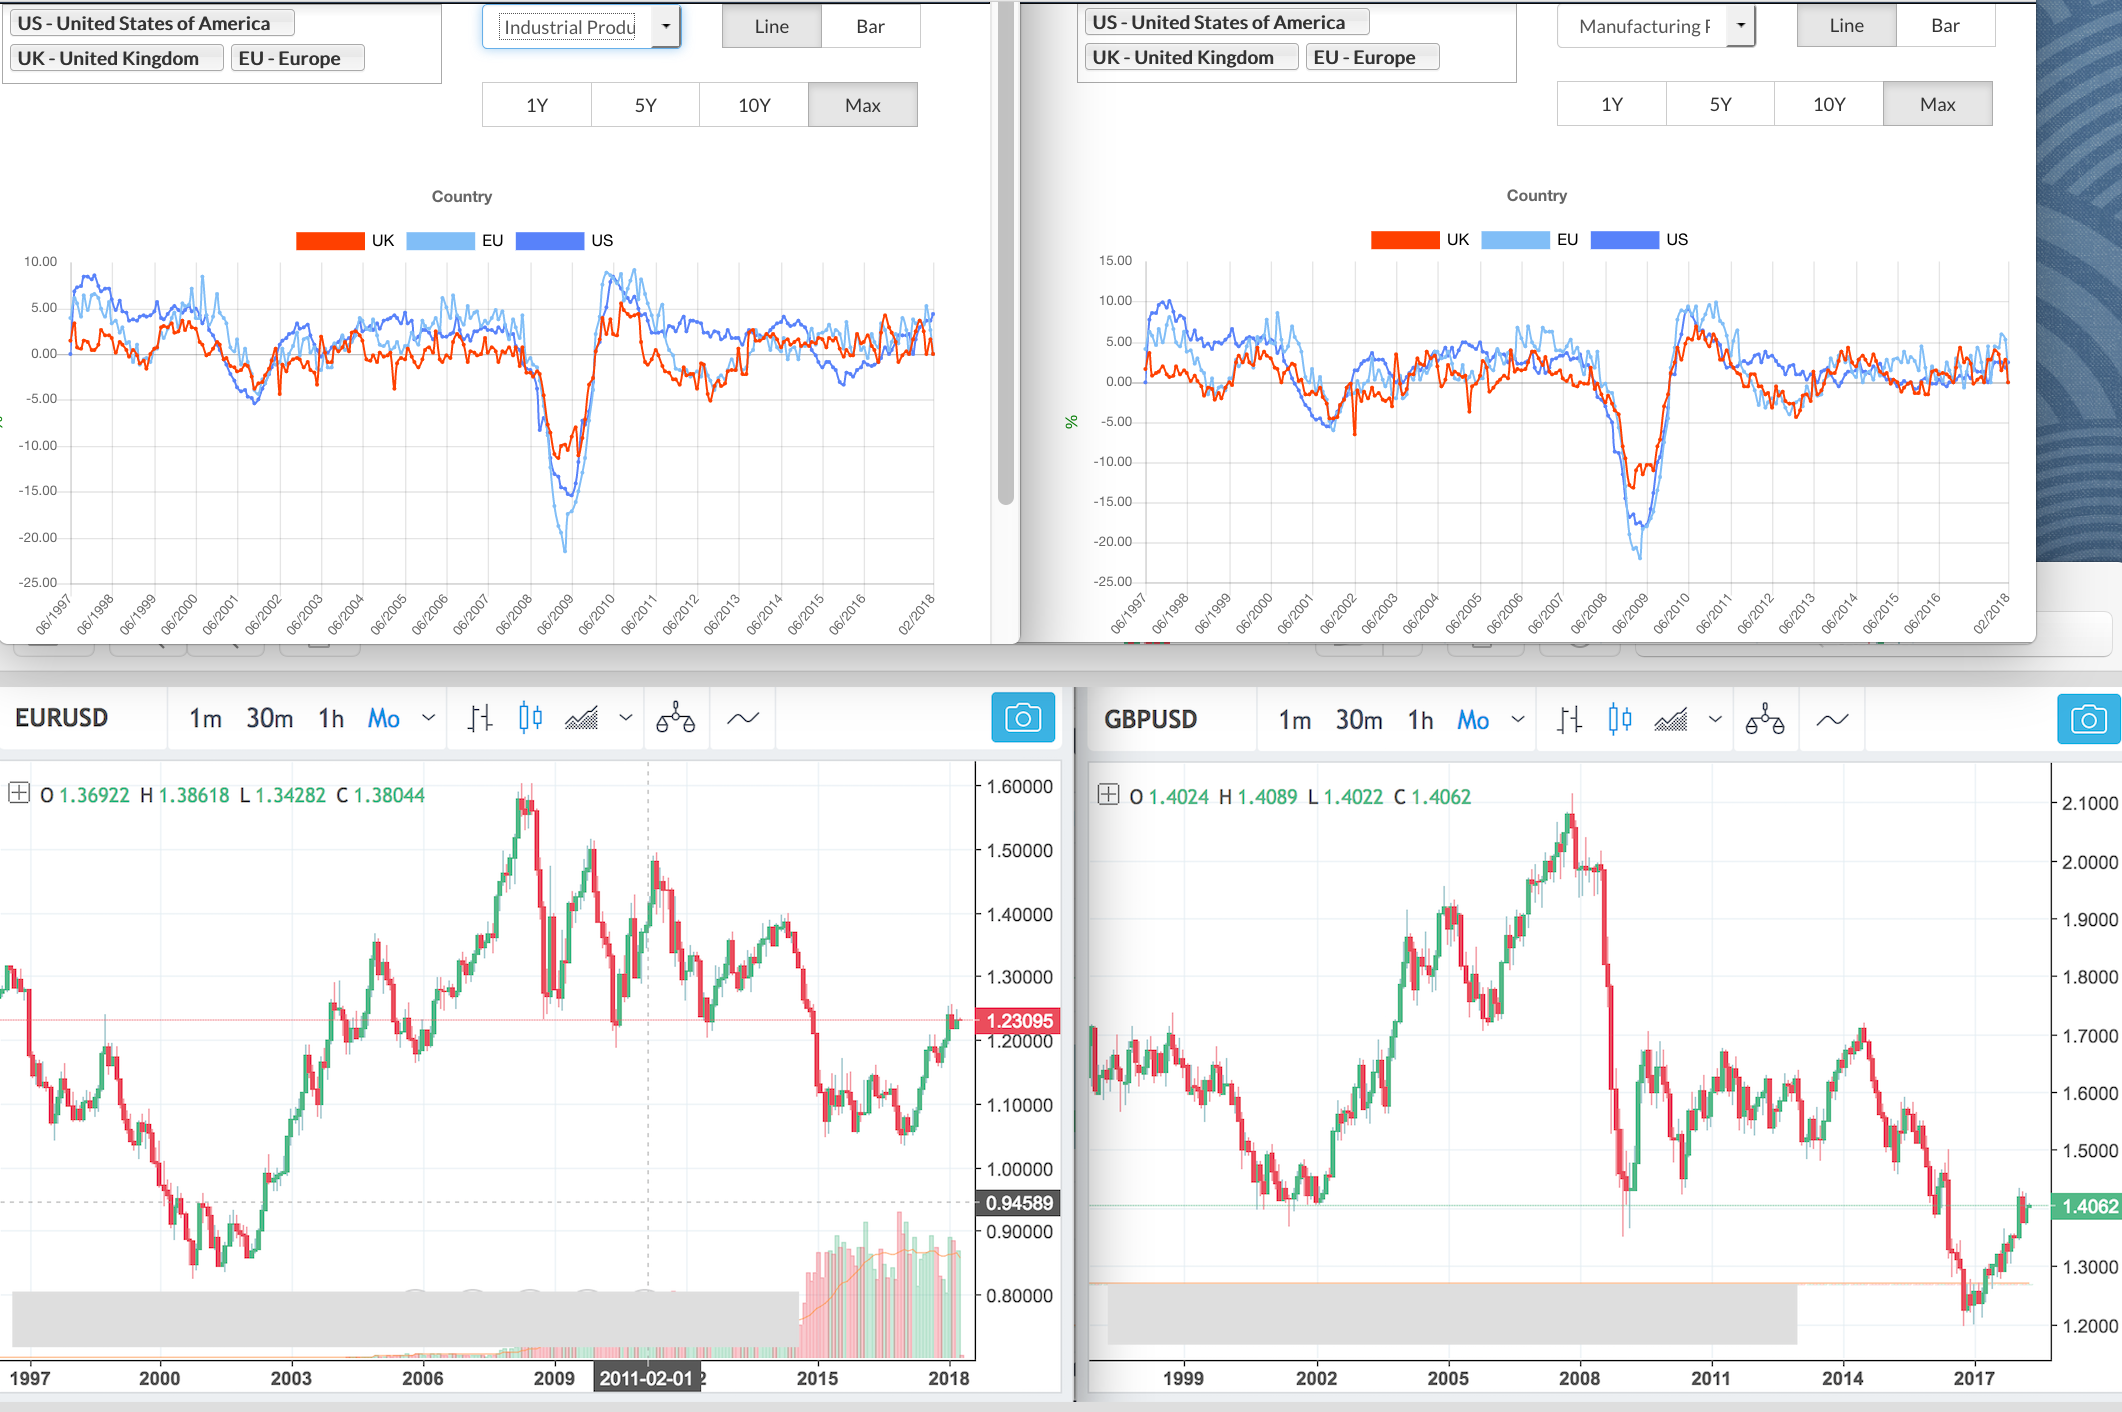 US - United States of America
UK - United Kingdom EU - Europe
Industrial Produ
Line Bar
1Y 5Y 10Y Max
Country
UK EU US
10.00
5.00
0.00
-5.00
-10.00
-15.00
-20.00
-25.00
06/1997 06/1998 06/1999 06/2000 06/2001 06/2002 06/2003 06/2004 06/2005 06/2006 06/2007 06/2008 06/2009 06/2010 06/2011 06/2012 06/2013 06/2014 06/2015 06/2016 02/2018
US - United States of America
UK - United Kingdom EU - Europe
Manufacturing P
Line Bar
1Y 5Y 10Y Max
Country
UK EU US
%
15.00
10.00
5.00
0.00
-5.00
-10.00
-15.00
-20.00
-25.00
06/1997 06/1998 06/1999 06/2000 06/2001 06/2002 06/2003 06/2004 06/2005 06/2006 06/2007 06/2008 06/2009 06/2010 06/2011 06/2012 06/2013 06/2014 06/2015 06/2016 02/2018
EURUSD 1m 30m 1h Mo
O 1.36922 H 1.38618 L 1.34282 C 1.38044
1.60000
1.50000
1.40000
1.30000
1.23095
1.20000
1.10000
1.00000
0.94589
0.90000
0.80000
1997 2000 2003 2006 2009 2011-02-01 2015 2018
GBPUSD 1m 30m 1h Mo
O 1.4024 H 1.4089 L 1.4022 C 1.4062
2.1000
2.0000
1.9000
1.8000
1.7000
1.6000
1.5000
1.4062
1.3000
1.2000
1999 2002 2005 2008 2011 2014 2017